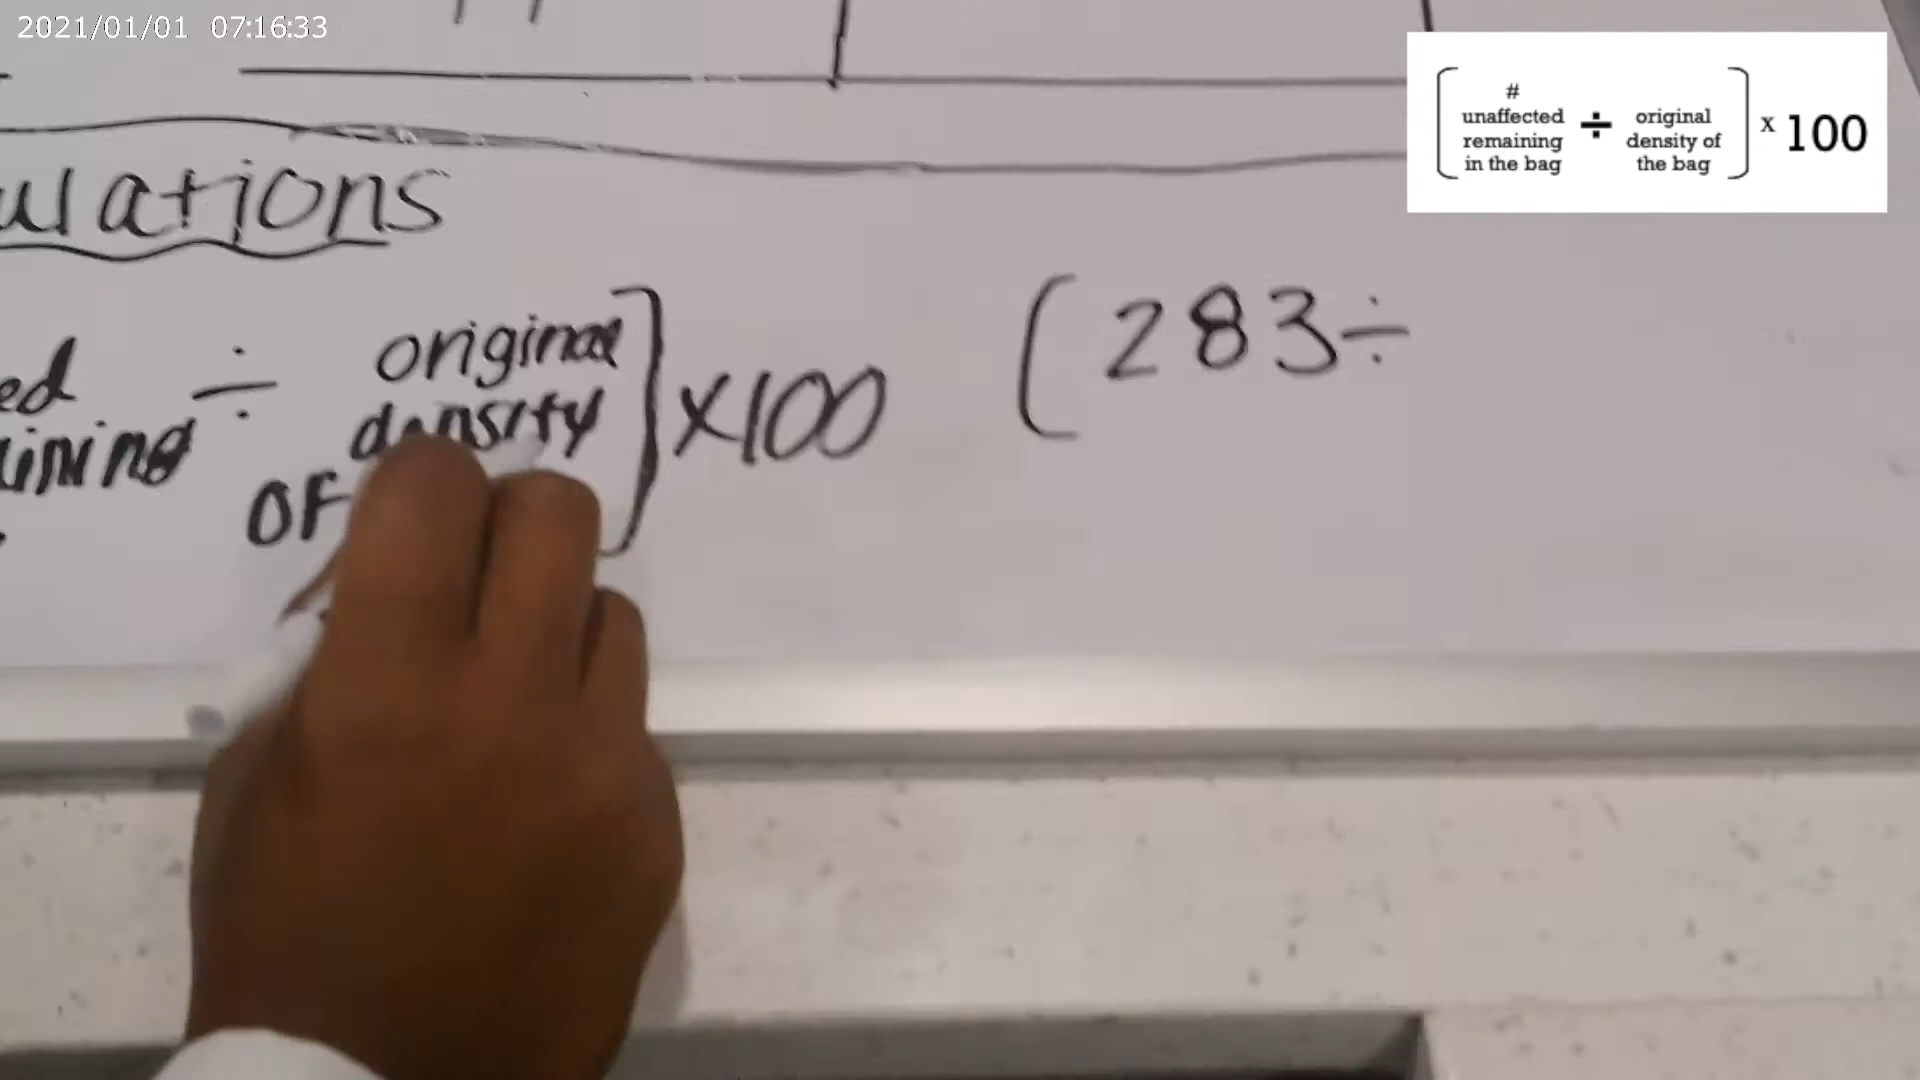 2021/01/01 07:16:33
#
unaffected
remaining
in the bag
÷
original
density of
the bag
x 100
ulations
ed
ining
÷
original
density
OF
x100
(283÷